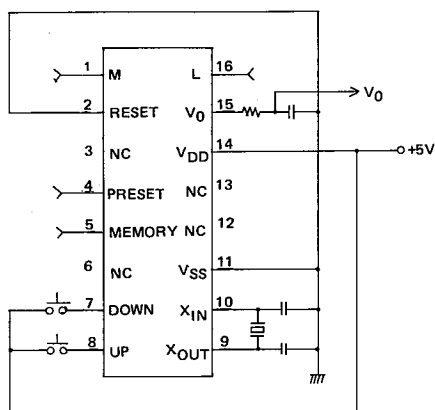 1 M L 16
2 RESET V0 15 V0
3 NC VDD 14 +5V
4 PRESET NC 13
5 MEMORY NC 12
6 NC VSS 11
7 DOWN XIN 10
8 UP XOUT 9